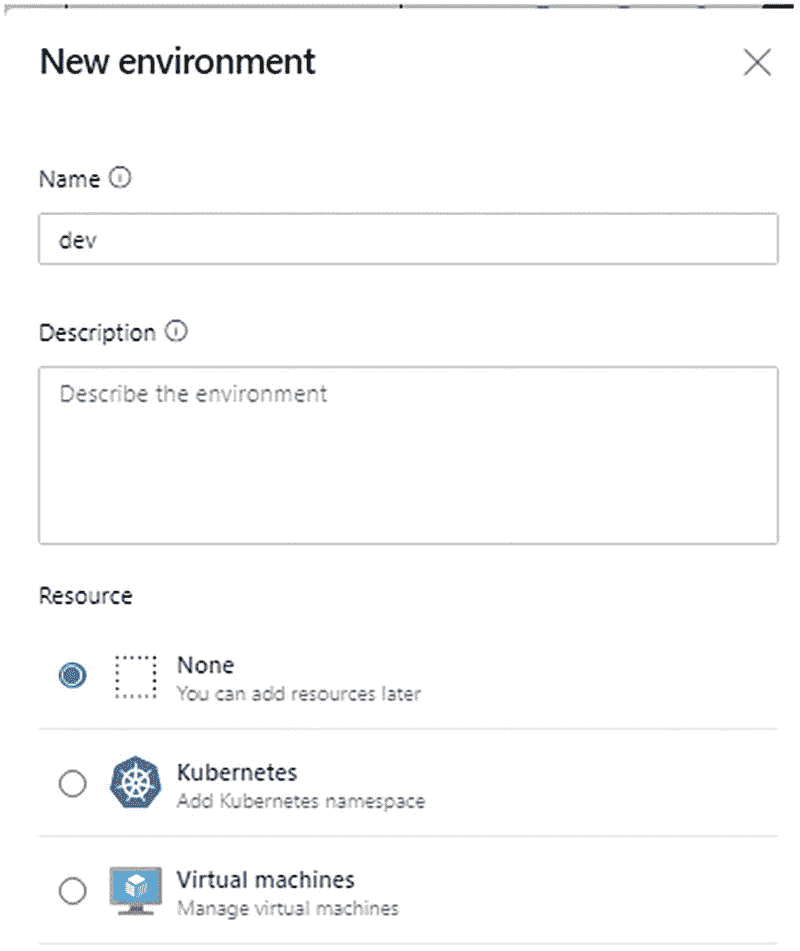 New environment
Name
dev
Description
Describe the environment
Resource
None
You can add resources later
Kubernetes
Add Kubernetes namespace
Virtual machines
Manage virtual machines